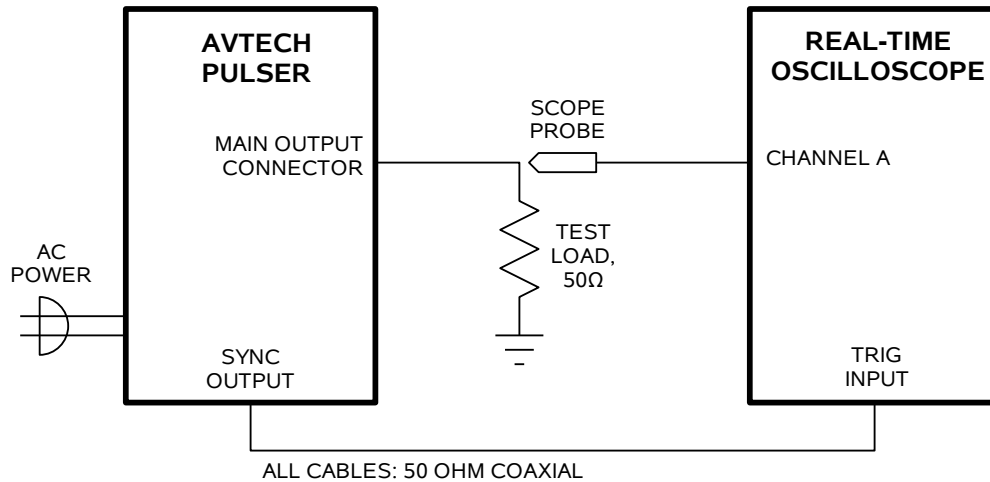 AVTECH
PULSER
MAIN OUTPUT
CONNECTOR
AC
POWER
SYNC
OUTPUT
SCOPE
PROBE
TEST
LOAD,
50Ω
REAL-TIME
OSCILLOSCOPE
CHANNEL A
TRIG
INPUT
ALL CABLES: 50 OHM COAXIAL